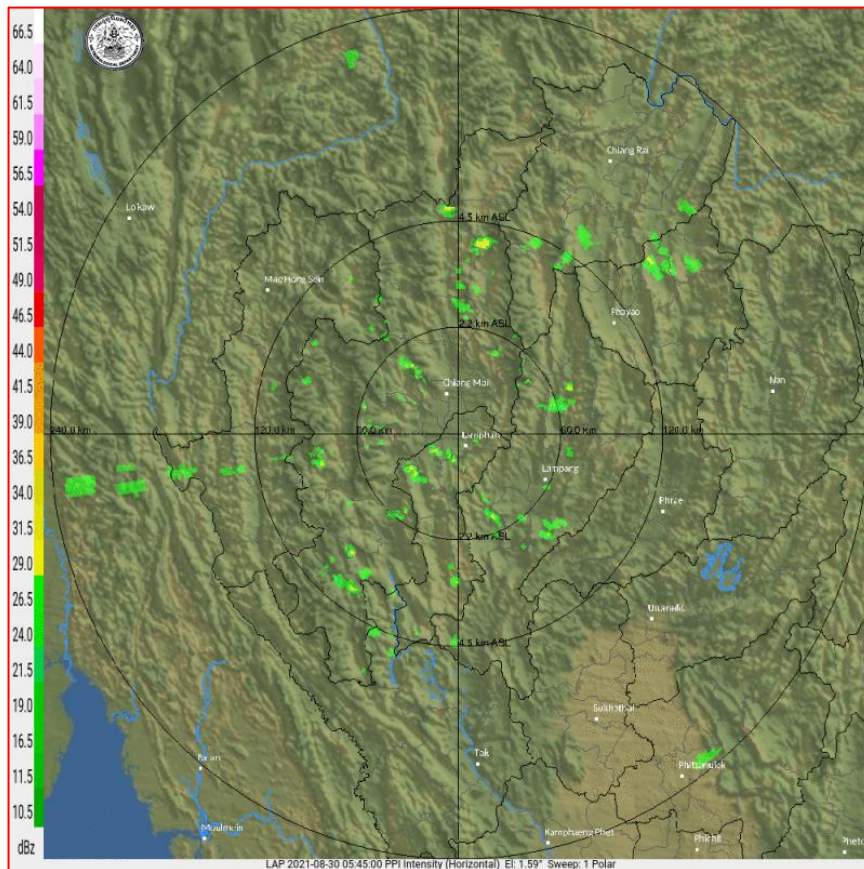 66.5
64.0
Chiang Rai
61.5
59.0
56.5
Lo'kaw
54.0
4.5 km ASL
51.5
49.0
Mae Hong Son
46.5
Phayao
2.2 km ASL
44.0
41.5
Chiang Mai
Nan
39.0
240.0 km
120.0 km
60.0 km
60.0 km
120.0 km
36.5
Lamphun
34.0
Lampang
31.5
Phrae
29.0
2.2 km ASL
26.5
24.0
Uttaradit
21.5
4.5 km ASL
19.0
Sukhothai
16.5
Tak
Pa'an
11.5
Phitsanulok
10.5
dBz
Moulmein
Kamphaeng Phet
Phichit
LAP 2021-08-30 05:45:00 PPI Intensity (Horizontal) El: 1.59° Sweep: 1 Polar